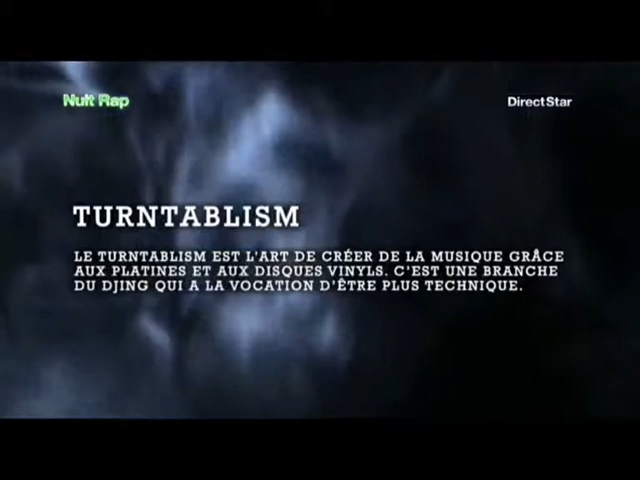 Nuit Rap
DirectStar
TURNTABLISM
LE TURNTABLISM EST L'ART DE CRÉER DE LA MUSIQUE GRÂCE
AUX PLATINES ET AUX DISQUES VINYLS. C'EST UNE BRANCHE
DU DJING QUI A LA VOCATION D'ÊTRE PLUS TECHNIQUE.